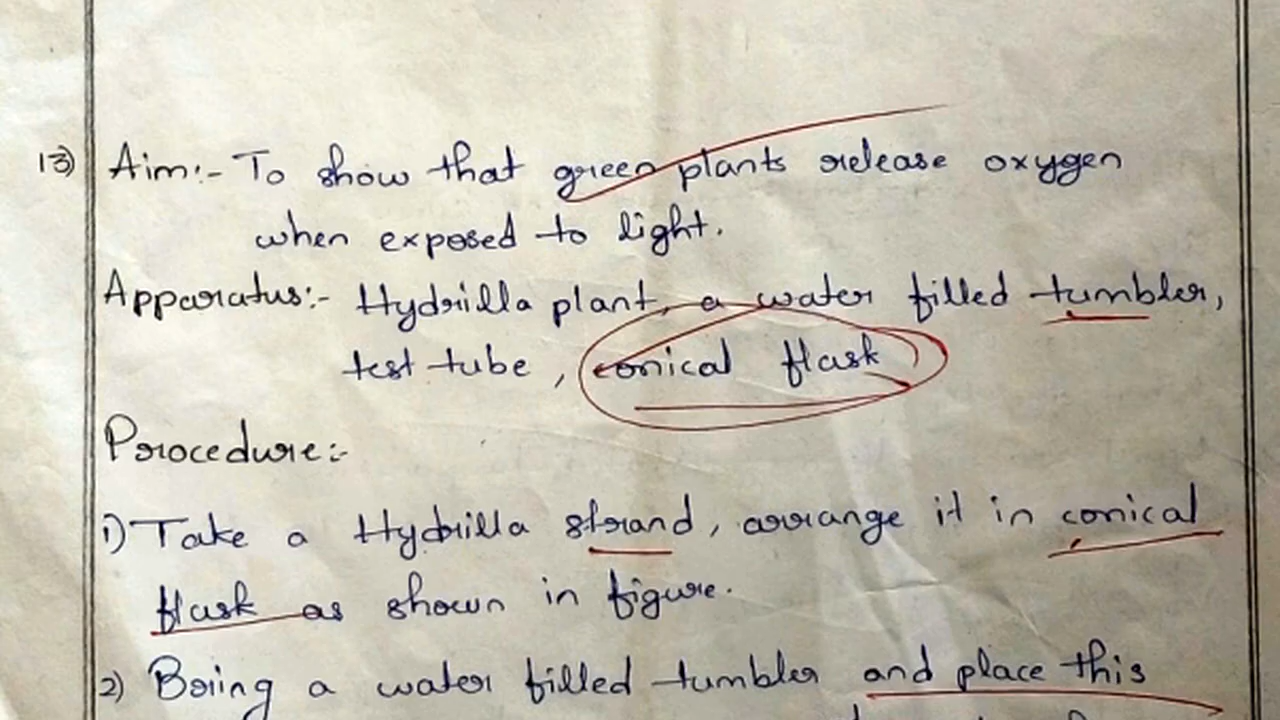 13) Aim:- To show that green plants release oxygen
when exposed to light.
Apparatus:- Hydrilla plant, a water filled tumbler,
test tube, conical flask
Procedure:-
1) Take a Hydrilla strand, arrange it in conical
flask as shown in figure.
2) Bring a water filled tumbler and place this